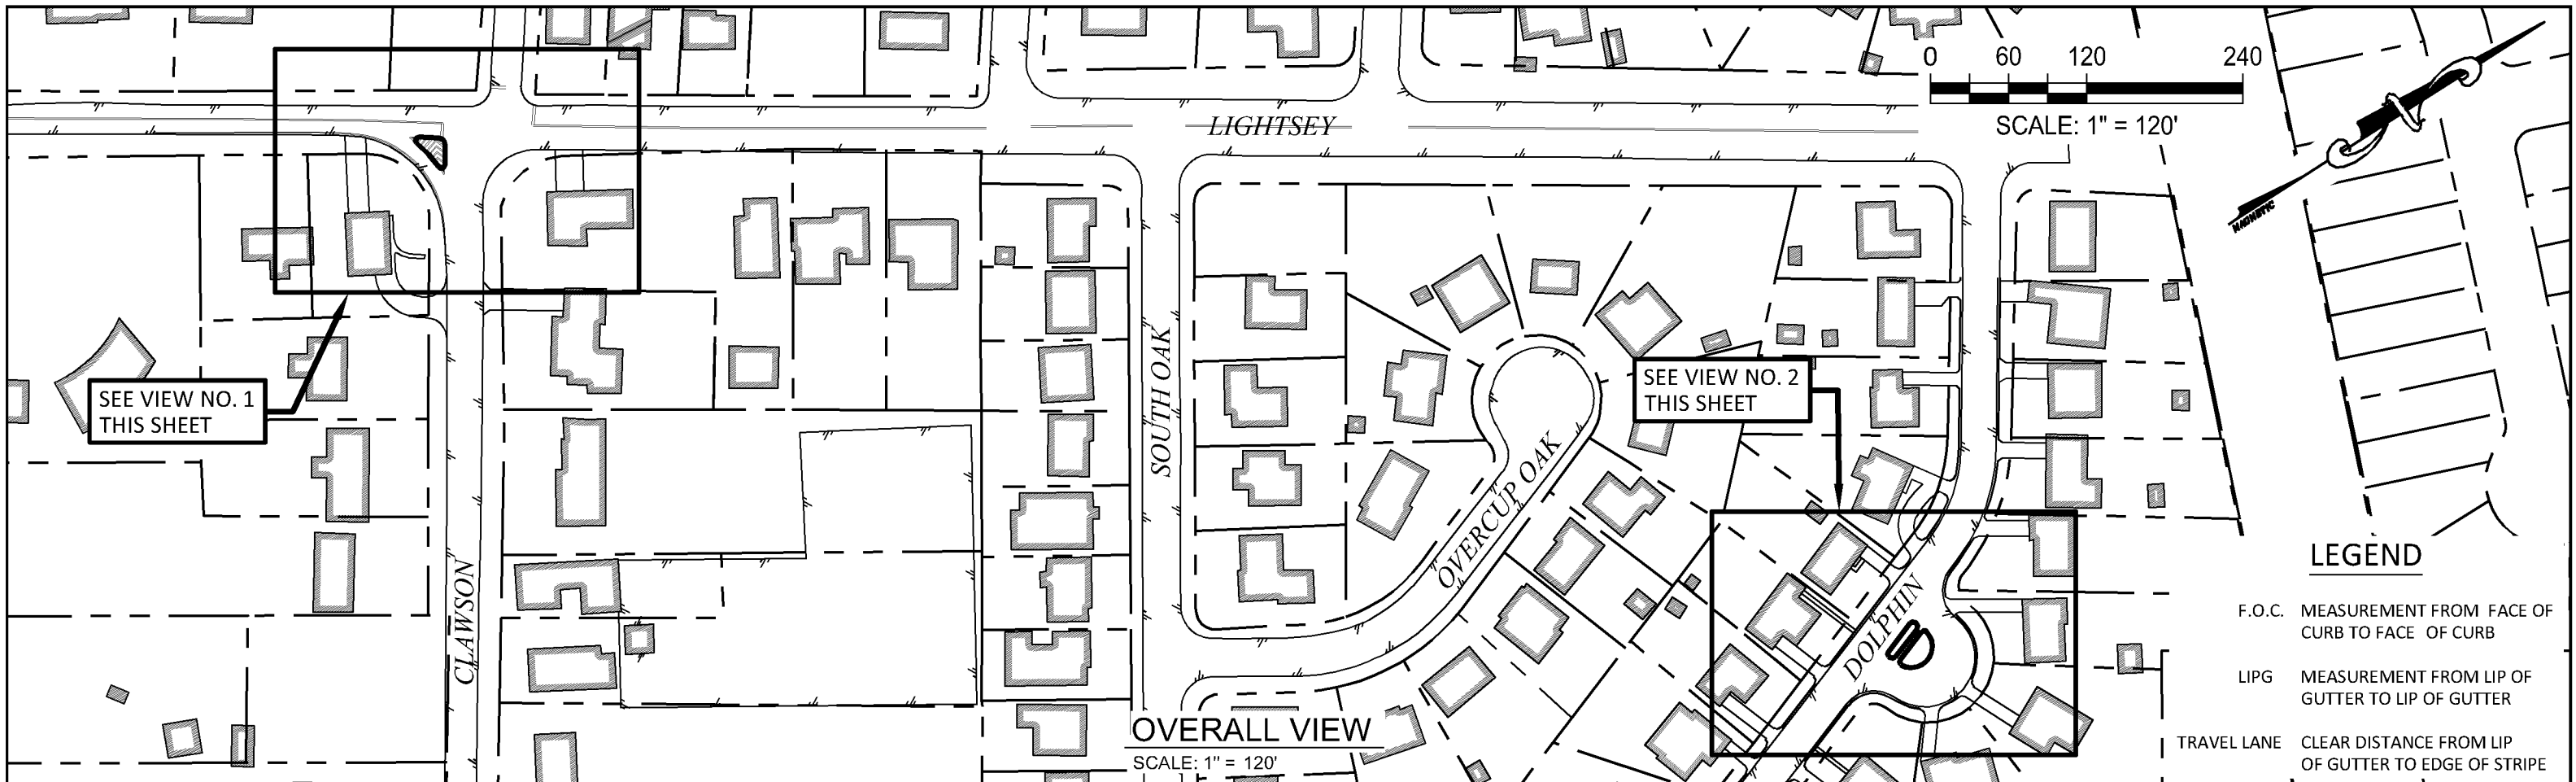 0 60 120 240
SCALE: 1" = 120'
MAGNETIC
LIGHTSEY
SOUTH OAK
OVERCUP OAK
CLAWSON
DOLPHIN
SEE VIEW NO. 1
THIS SHEET
SEE VIEW NO. 2
THIS SHEET
OVERALL VIEW
SCALE: 1" = 120'
LEGEND
F.O.C. MEASUREMENT FROM FACE OF
CURB TO FACE OF CURB
LIPG MEASUREMENT FROM LIP OF
GUTTER TO LIP OF GUTTER
TRAVEL LANE CLEAR DISTANCE FROM LIP
OF GUTTER TO EDGE OF STRIPE